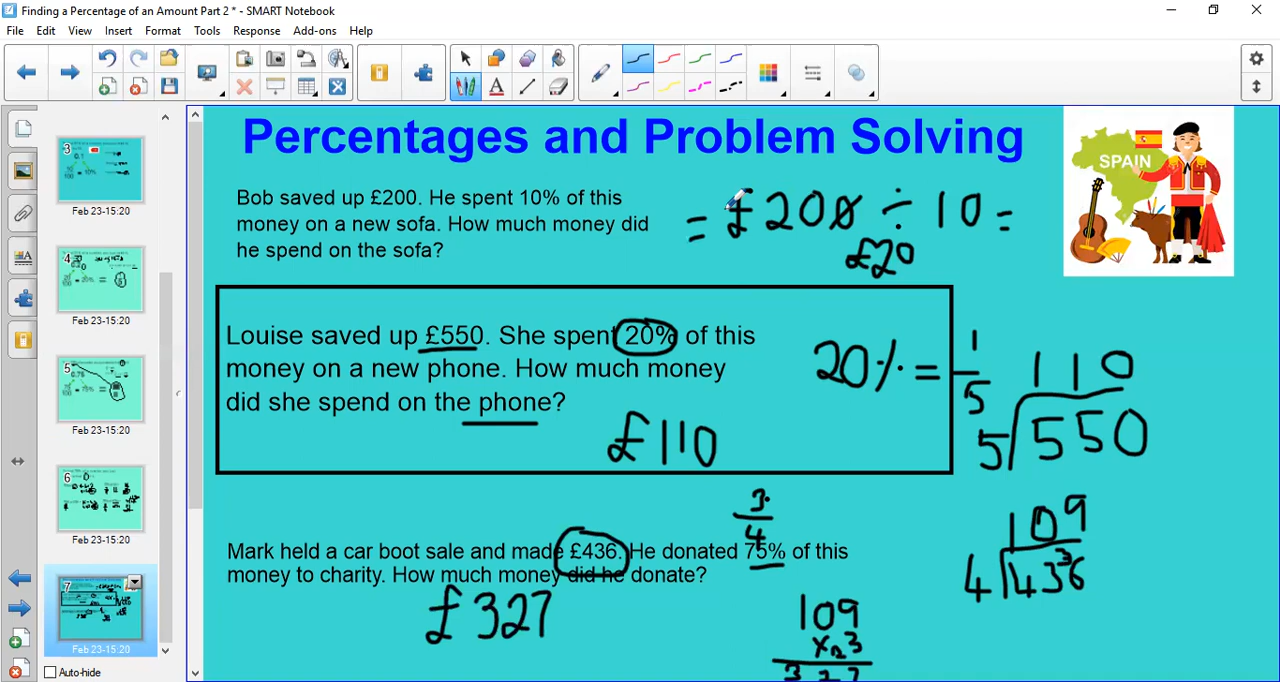 Finding a Percentage of an Amount Part 2 * - SMART Notebook
File Edit View Insert Format Tools Response Add-ons Help
Percentages and Problem Solving
SPAIN
Bob saved up £200. He spent 10% of this
money on a new sofa. How much money did
he spend on the sofa?
= £200 ÷ 10 =
£20
Louise saved up £550. She spent 20% of this
money on a new phone. How much money
did she spend on the phone?
£110
20% = 1/5
110
5 550
Mark held a car boot sale and made £436. He donated 75% of this
money to charity. How much money did he donate?
3/4
£327
109
4 436
109
x 3
327
3
Feb 23-15:20
4
Feb 23-15:20
5
Feb 23-15:20
6
Feb 23-15:20
7
Feb 23-15:20
Auto-hide